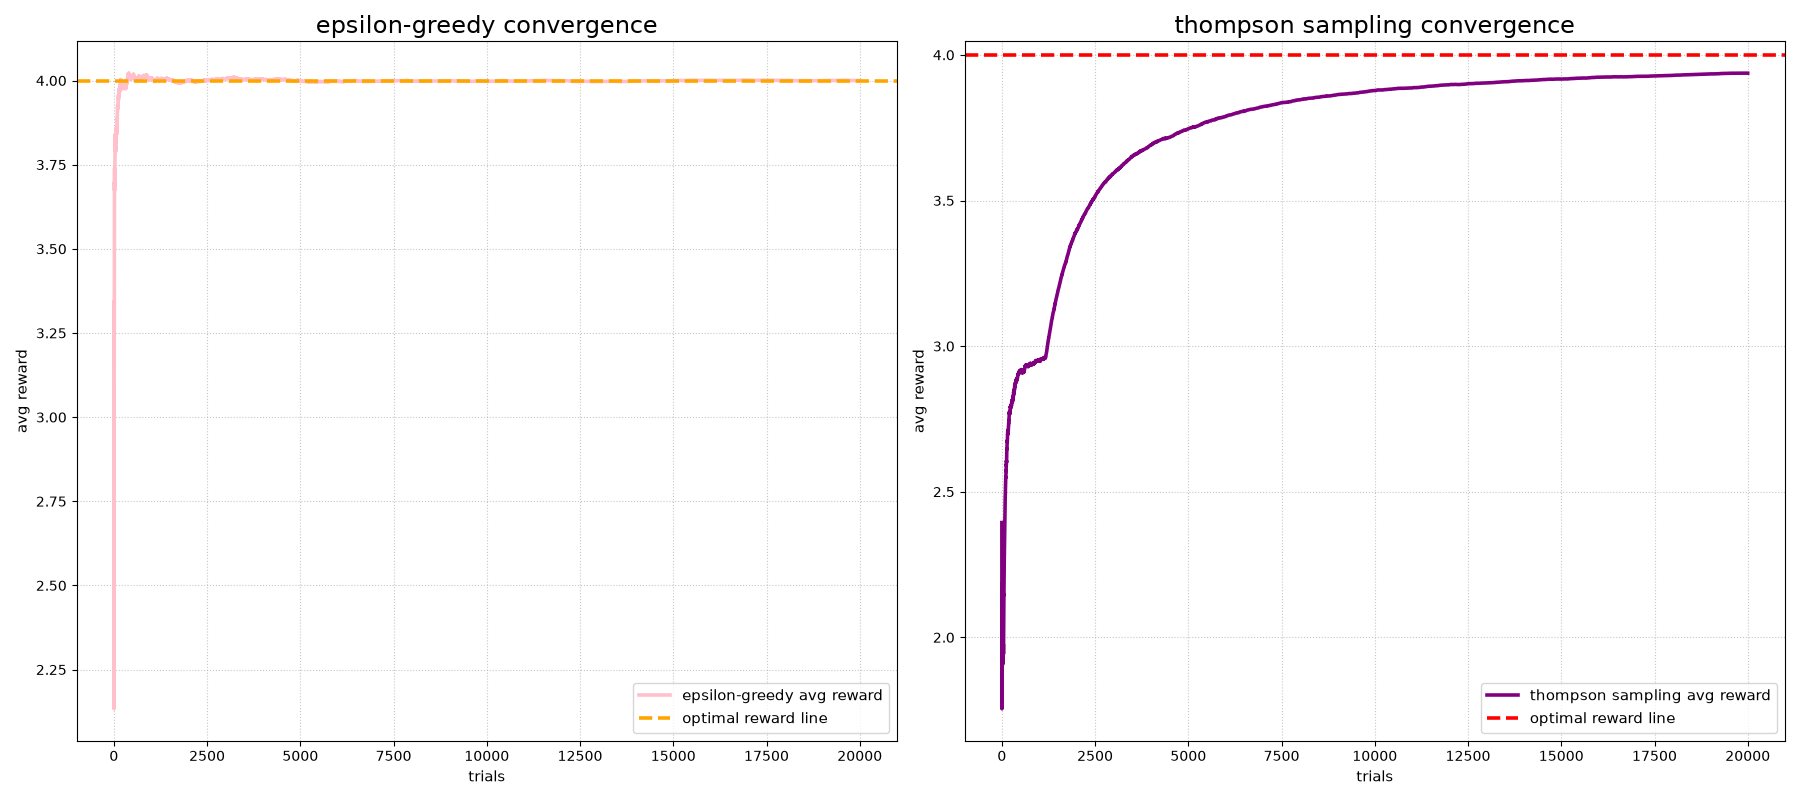 epsilon-greedy convergence
avg reward
4.00
3.75
3.50
3.25
3.00
2.75
2.50
2.25
epsilon-greedy avg reward
optimal reward line
0 2500 5000 7500 10000 12500 15000 17500 20000
trials
thompson sampling convergence
avg reward
4.0
3.5
3.0
2.5
2.0
thompson sampling avg reward
optimal reward line
0 2500 5000 7500 10000 12500 15000 17500 20000
trials